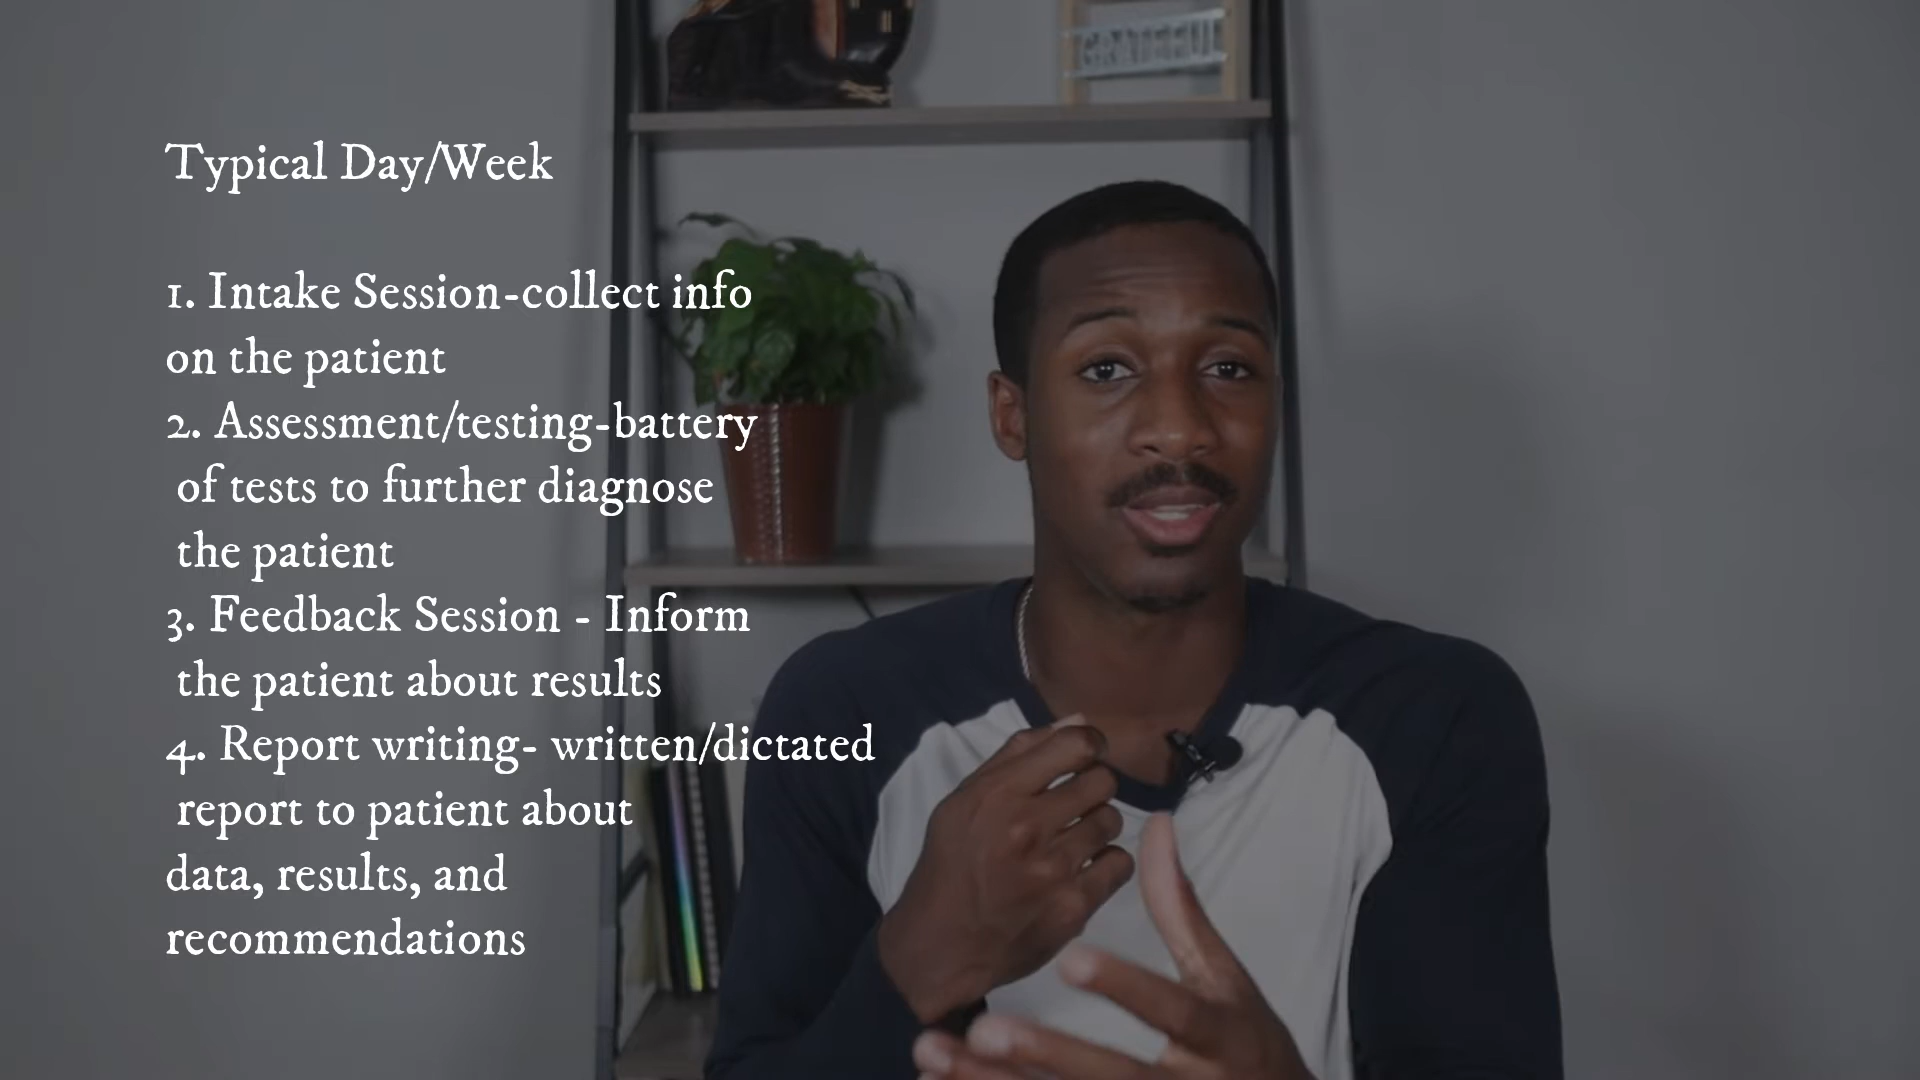 GRATEFUL
Typical Day/Week
1. Intake Session-collect info
on the patient
2. Assessment/testing-battery
of tests to further diagnose
the patient
3. Feedback Session - Inform
the patient about results
4. Report writing- written/dictated
report to patient about
data, results, and
recommendations